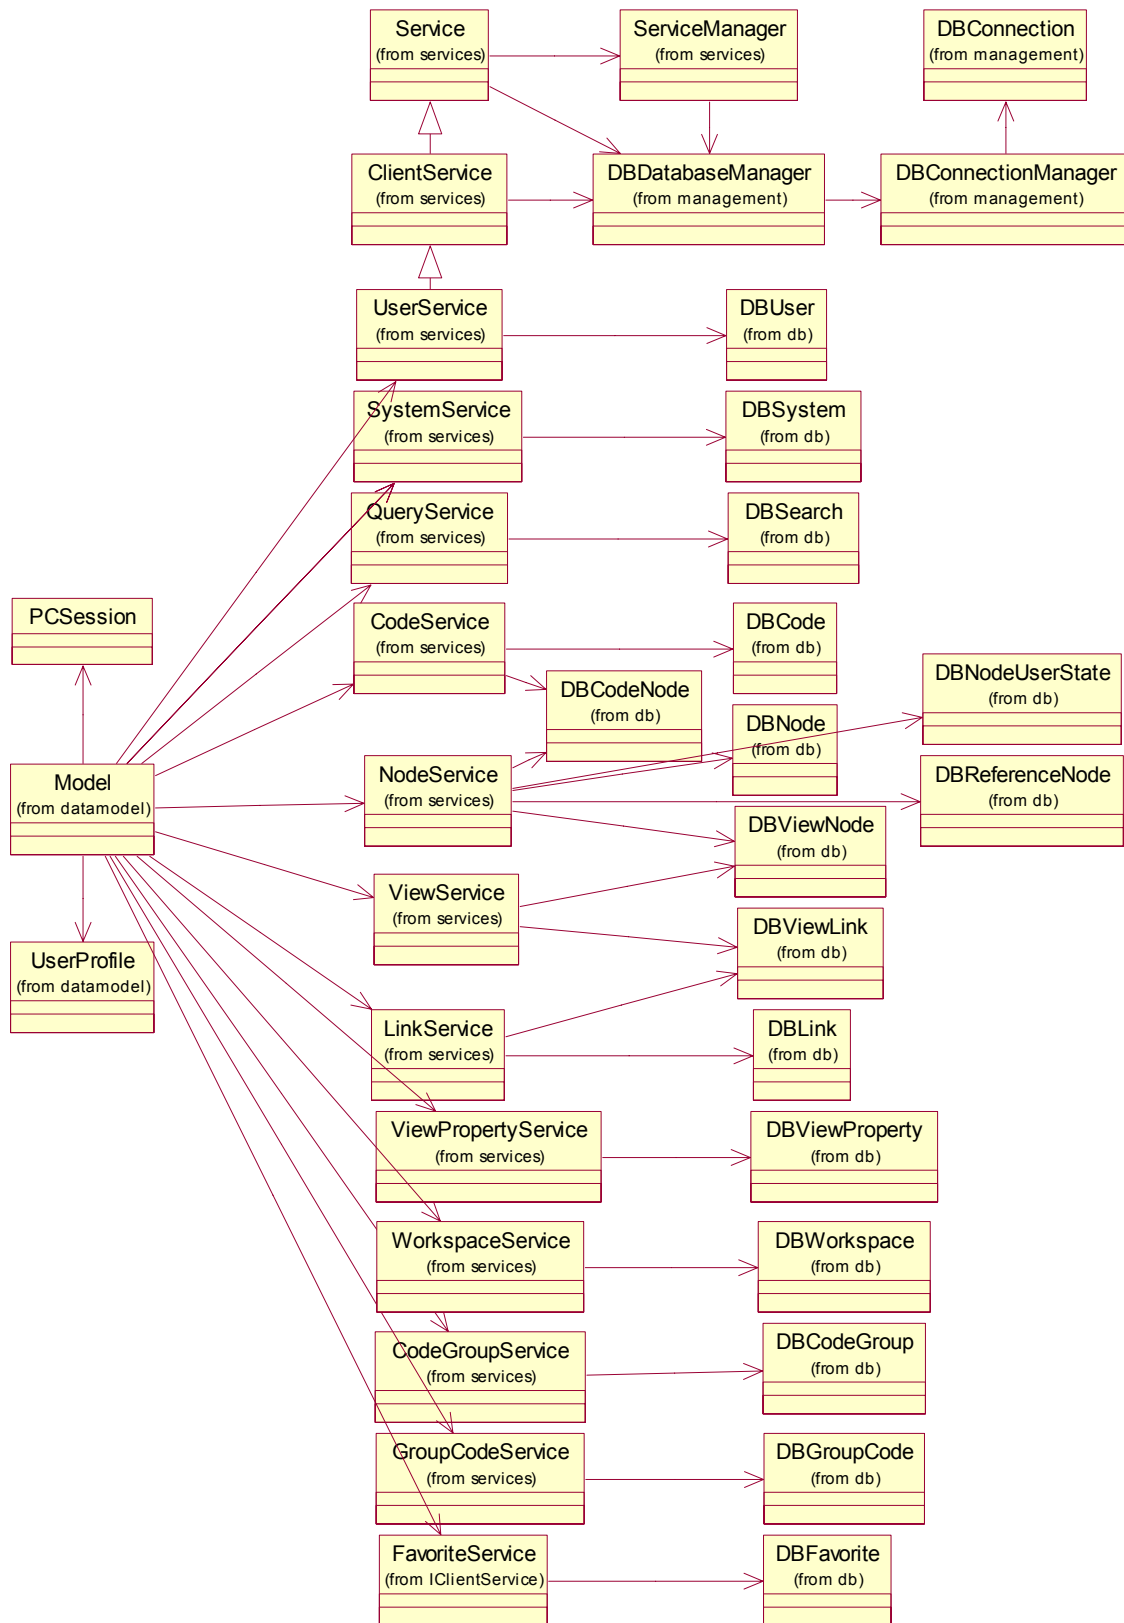 Service
(from services)
ServiceManager
(from services)
DBConnection
(from management)
ClientService
(from services)
DBDatabaseManager
(from management)
DBConnectionManager
(from management)
UserService
(from services)
DBUser
(from db)
SystemService
(from services)
DBSystem
(from db)
QueryService
(from services)
DBSearch
(from db)
PCSession
CodeService
(from services)
DBCode
(from db)
DBCodeNode
(from db)
DBNodeUserState
(from db)
DBNode
(from db)
Model
(from datamodel)
NodeService
(from services)
DBReferenceNode
(from db)
DBViewNode
(from db)
ViewService
(from services)
DBViewLink
(from db)
UserProfile
(from datamodel)
LinkService
(from services)
DBLink
(from db)
ViewPropertyService
(from services)
DBViewProperty
(from db)
WorkspaceService
(from services)
DBWorkspace
(from db)
CodeGroupService
(from services)
DBCodeGroup
(from db)
GroupCodeService
(from services)
DBGroupCode
(from db)
FavoriteService
(from IClientService)
DBFavorite
(from db)